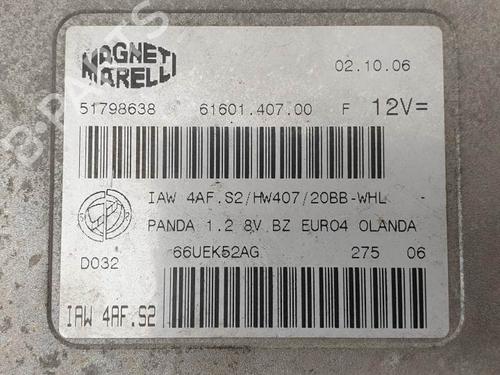 MAGNETI MARELLI
02.10.06
51798638 61601.407.00 F 12V=
IAW 4AF.S2/HW407/20BB-WHL
PANDA 1.2 8V BZ EURO4 OLANDA
D032 66UEK52AG 275 06
IAW 4AF.S2
B-PARTS